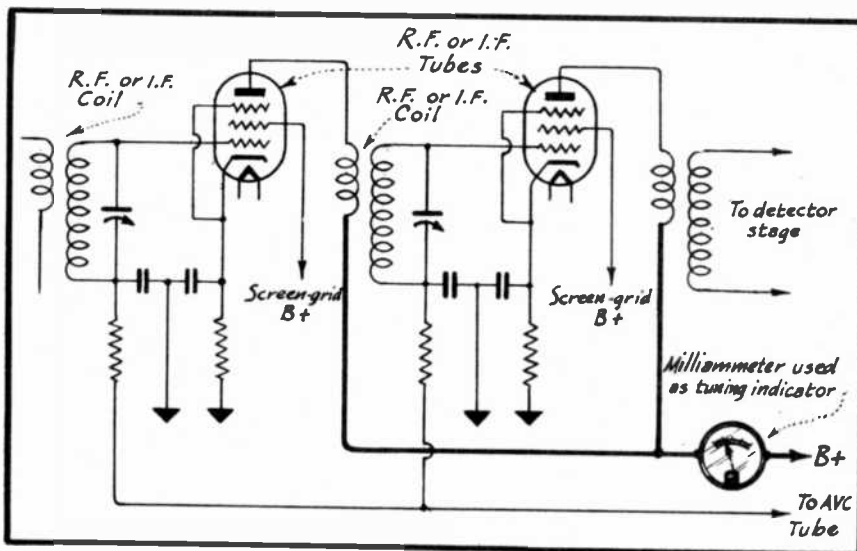 R.F. or I.F.
Tubes
R.F. or I.F.
Coil
R.F. or I.F.
Coil
Screen-grid
B+
Screen-grid
B+
To detector
stage
Milliammeter used
as tuning indicator
B+
To AVC
Tube